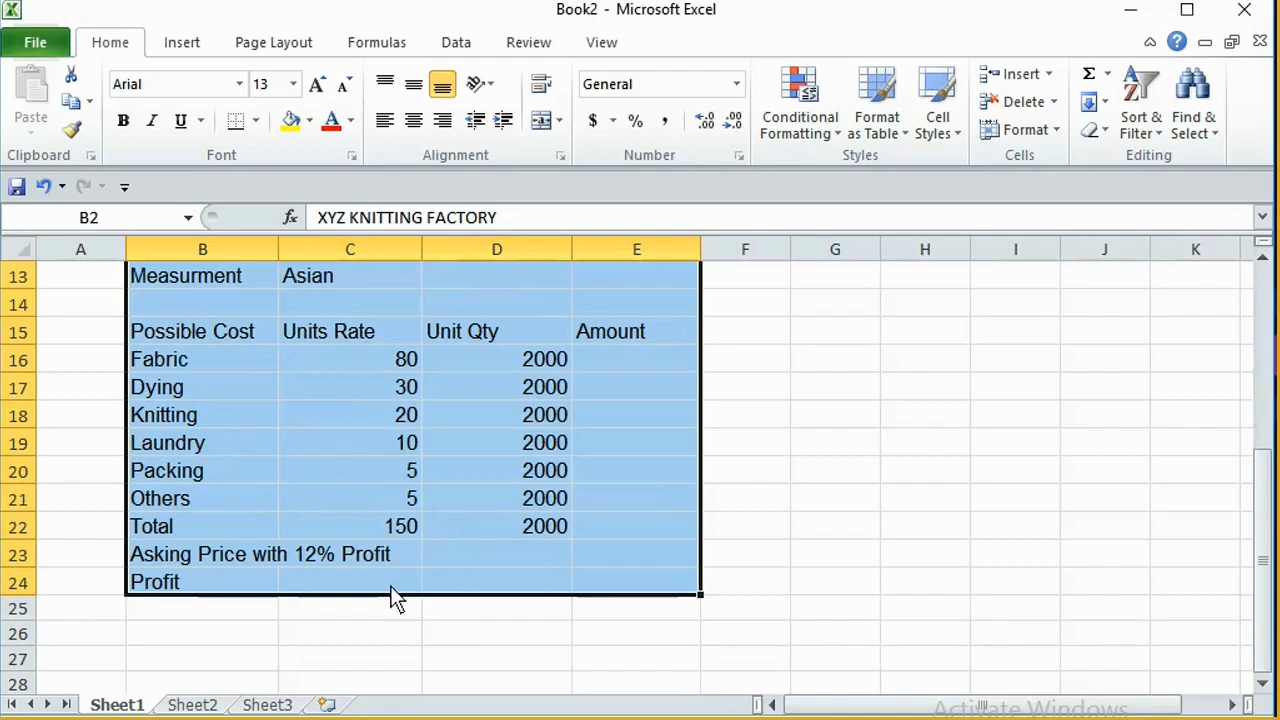 Book2 - Microsoft Excel
File Home Insert Page Layout Formulas Data Review View
Arial 13 General Insert Σ
Paste B I U $ % , Conditional Formatting Format as Table Cell Styles Delete Format Sort & Filter Find & Select
Clipboard Font Alignment Number Styles Cells Editing
B2 fx XYZ KNITTING FACTORY
A B C D E F G H I J K
13 Measurment Asian
14
15 Possible Cost Units Rate Unit Qty Amount
16 Fabric 80 2000
17 Dying 30 2000
18 Knitting 20 2000
19 Laundry 10 2000
20 Packing 5 2000
21 Others 5 2000
22 Total 150 2000
23 Asking Price with 12% Profit
24 Profit
25
26
27
28
Sheet1 Sheet2 Sheet3
Activate Windows